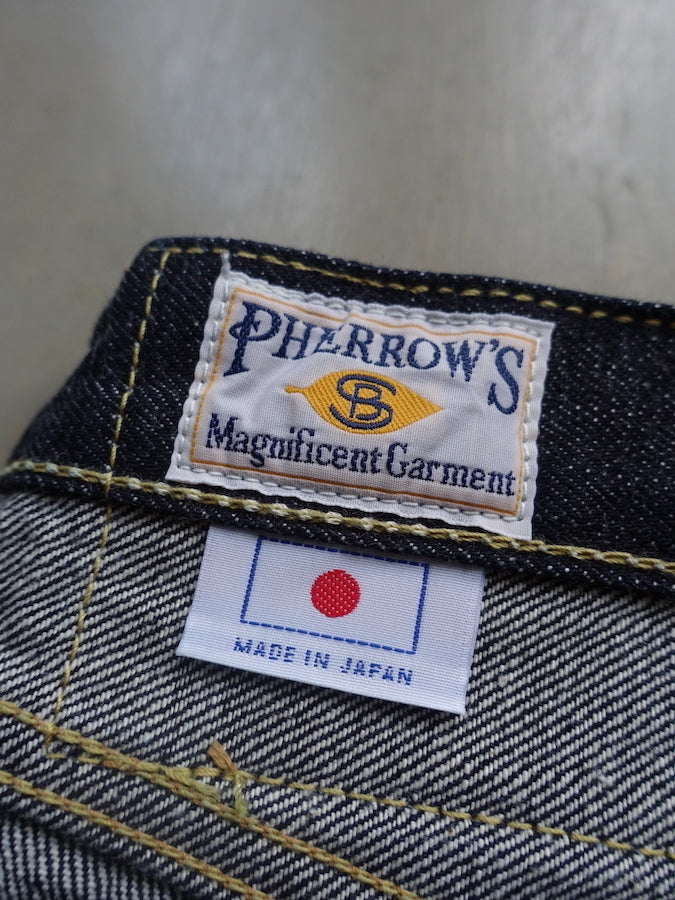 PHERROW'S
SB
Magnificent Garment
MADE IN JAPAN